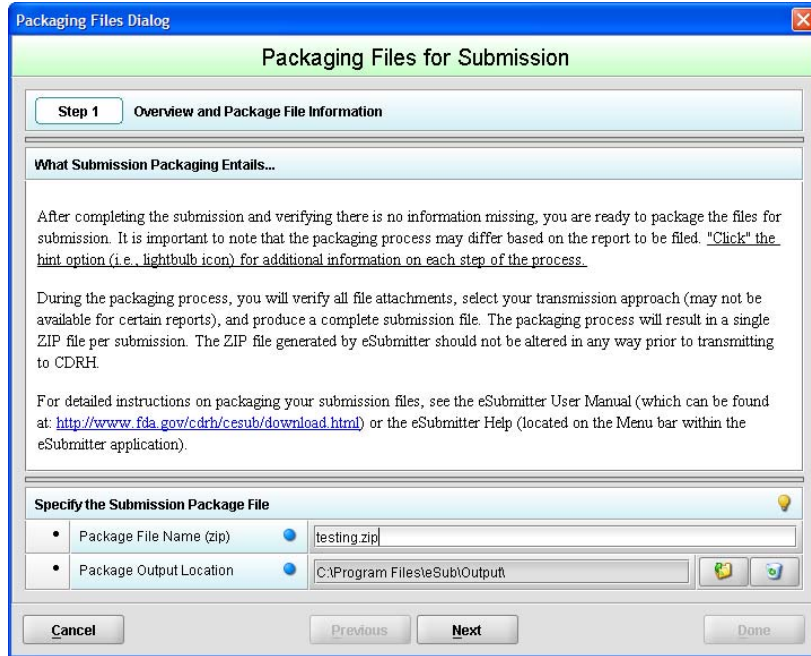 Packaging Files Dialog
Packaging Files for Submission
Step 1 Overview and Package File Information
What Submission Packaging Entails...
After completing the submission and verifying there is no information missing, you are ready to package the files for
submission. It is important to note that the packaging process may differ based on the report to be filed. "Click" the
hint option (i.e., lightbulb icon) for additional information on each step of the process.
During the packaging process, you will verify all file attachments, select your transmission approach (may not be
available for certain reports), and produce a complete submission file. The packaging process will result in a single
ZIP file per submission. The ZIP file generated by eSubmitter should not be altered in any way prior to transmitting
to CDRH.
For detailed instructions on packaging your submission files, see the eSubmitter User Manual (which can be found
at: http://www.fda.gov/cdrh/cesub/download.html) or the eSubmitter Help (located on the Menu bar within the
eSubmitter application).
Specify the Submission Package File
• Package File Name (zip) testing.zip
• Package Output Location C:\Program Files\eSub\Output\
Cancel Previous Next Done